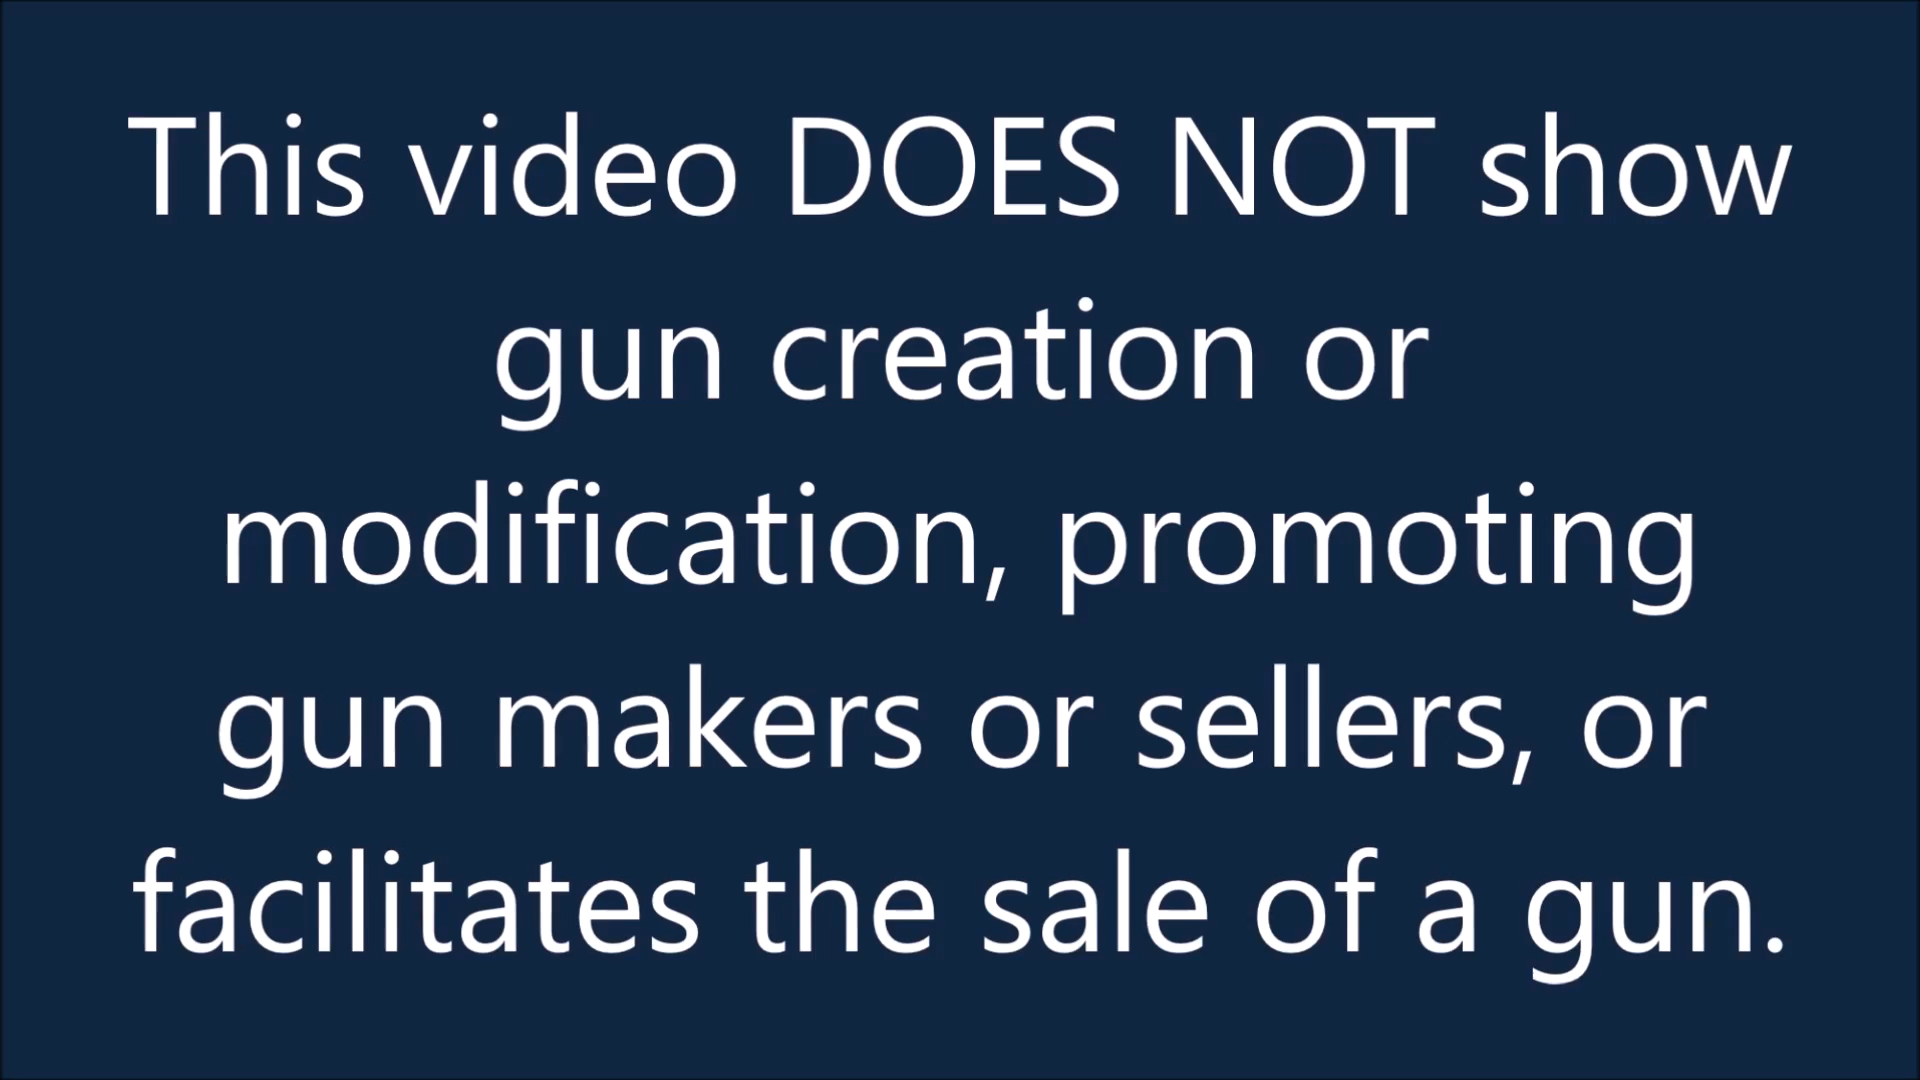 This video DOES NOT show
gun creation or
modification, promoting
gun makers or sellers, or
facilitates the sale of a gun.